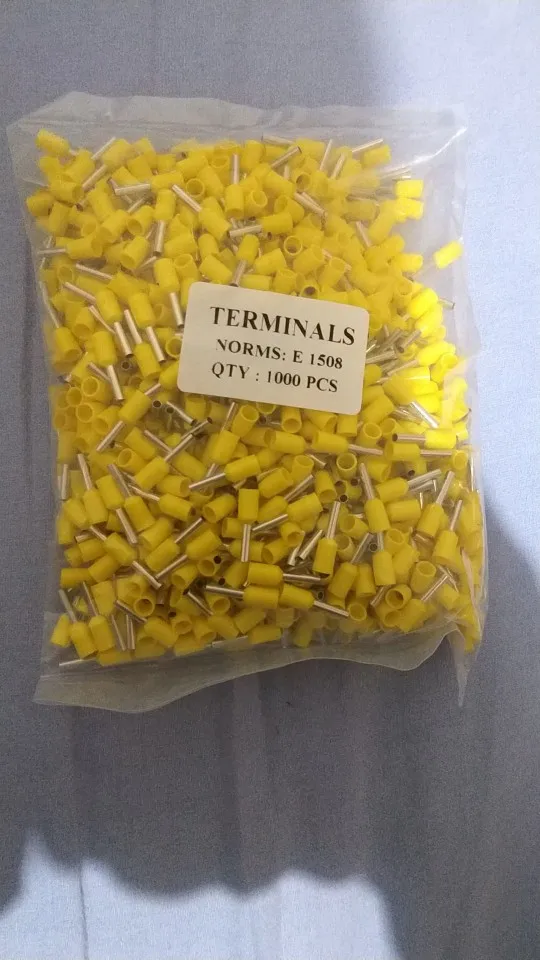 TERMINALS
NORMS: E 1508
QTY : 1000 PCS